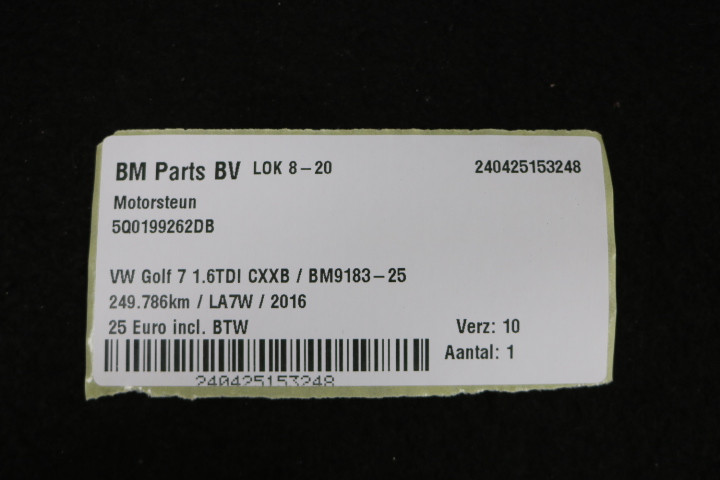 BM Parts BV LOK 8-20 240425153248
Motorsteun
5Q0199262DB
VW Golf 7 1.6TDI CXXB / BM9183-25
249.786km / LA7W / 2016
25 Euro incl. BTW Verz: 10
Aantal: 1
240425153248